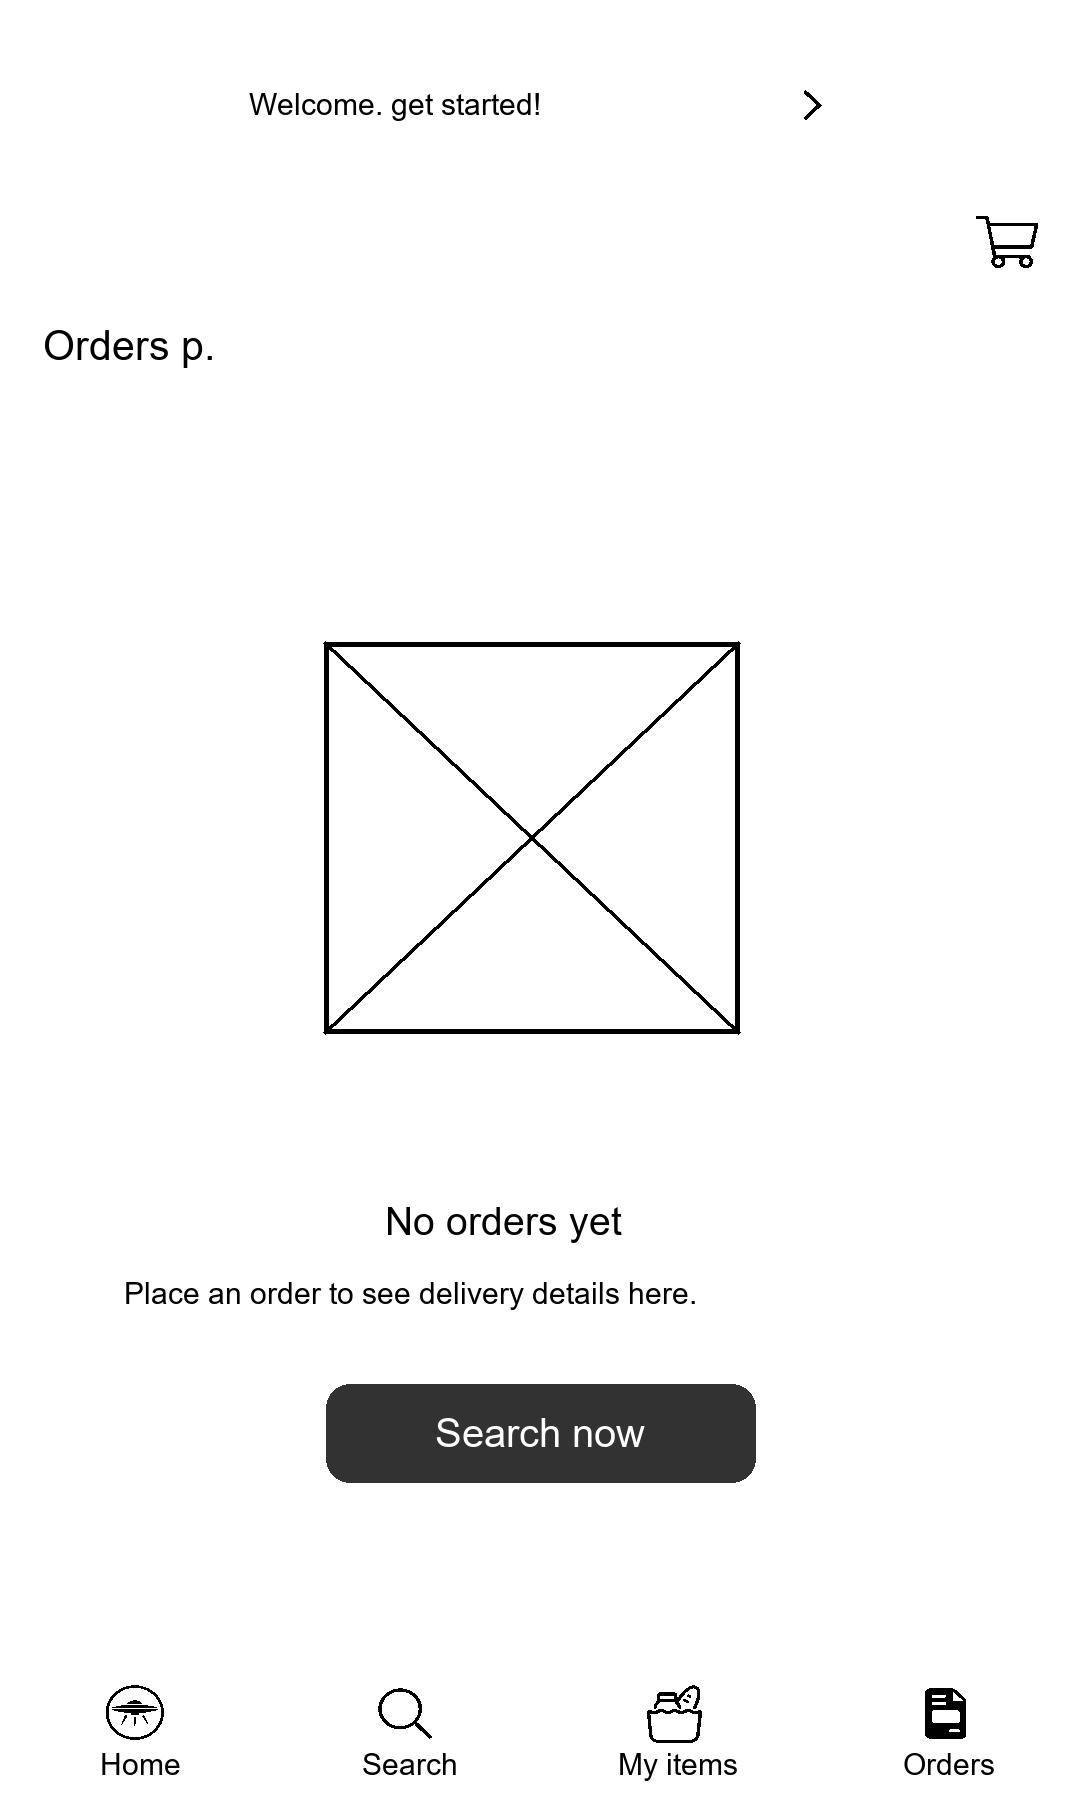 Welcome. get started!
Orders p.
No orders yet
Place an order to see delivery details here.
Search now
Home
Search
My items
Orders